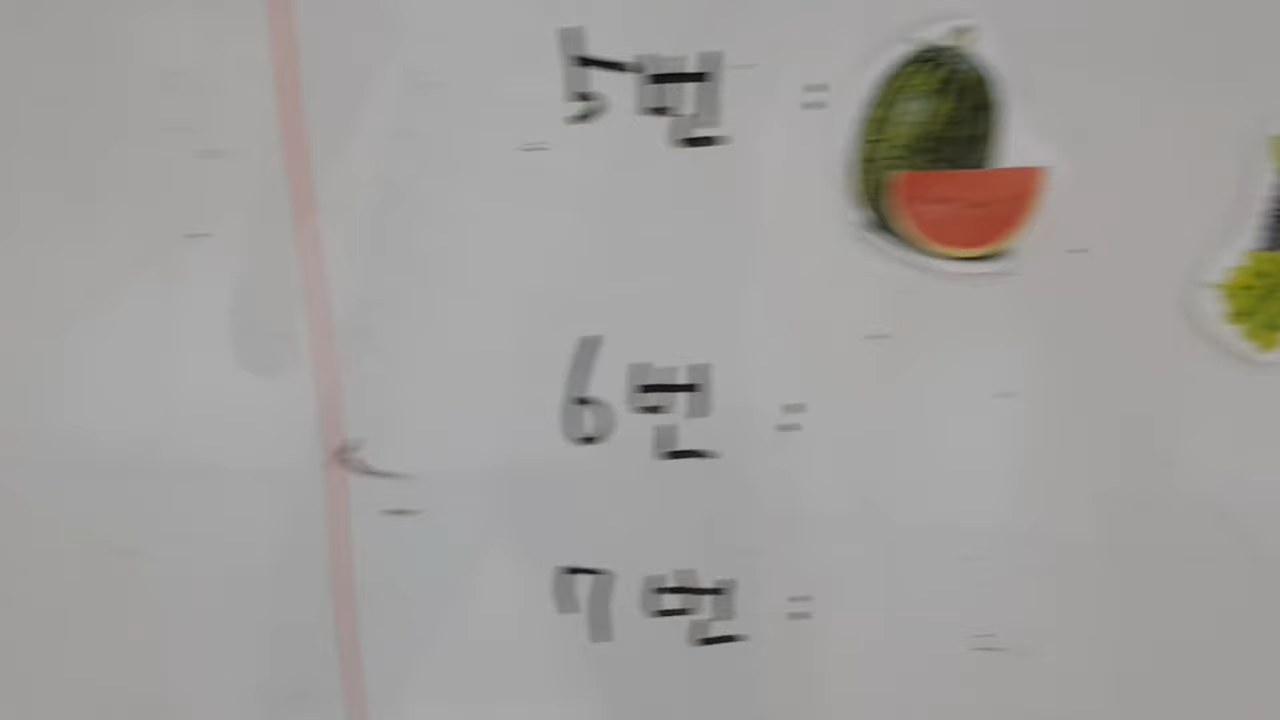 5번 =
6번 =
7번 =